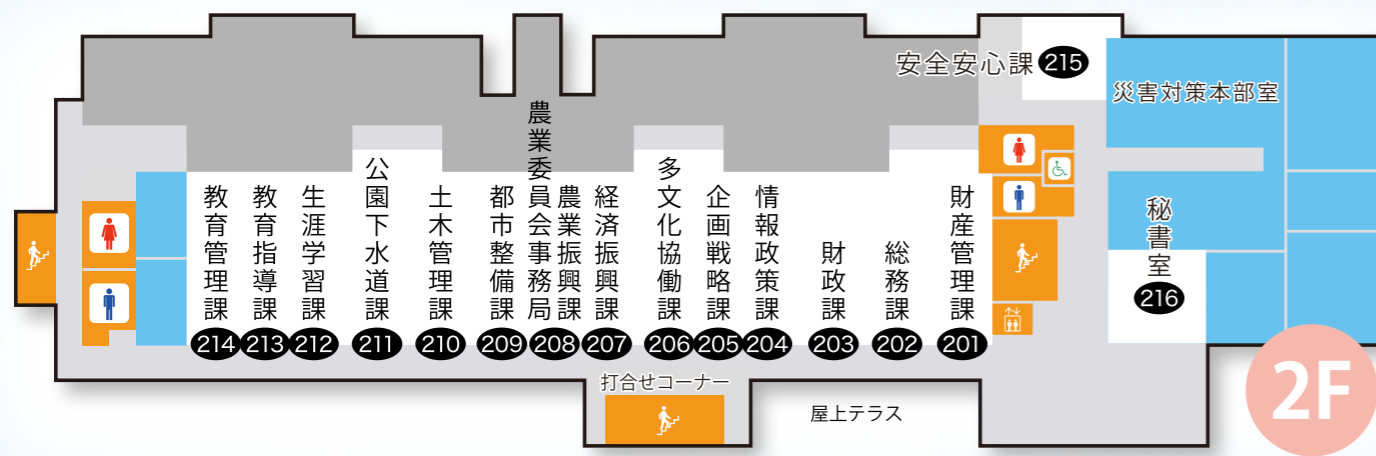 安全安心課 215
災害対策本部室
秘書室
216
教育管理課
214
教育指導課
213
生涯学習課
212
公園下水道課
211
土木管理課
210
都市整備課
209
農業委員会事務局
農業振興課
208
経済振興課
207
多文化協働課
206
企画戦略課
205
情報政策課
204
財政課
203
総務課
202
財産管理課
201
打合せコーナー
屋上テラス
2F